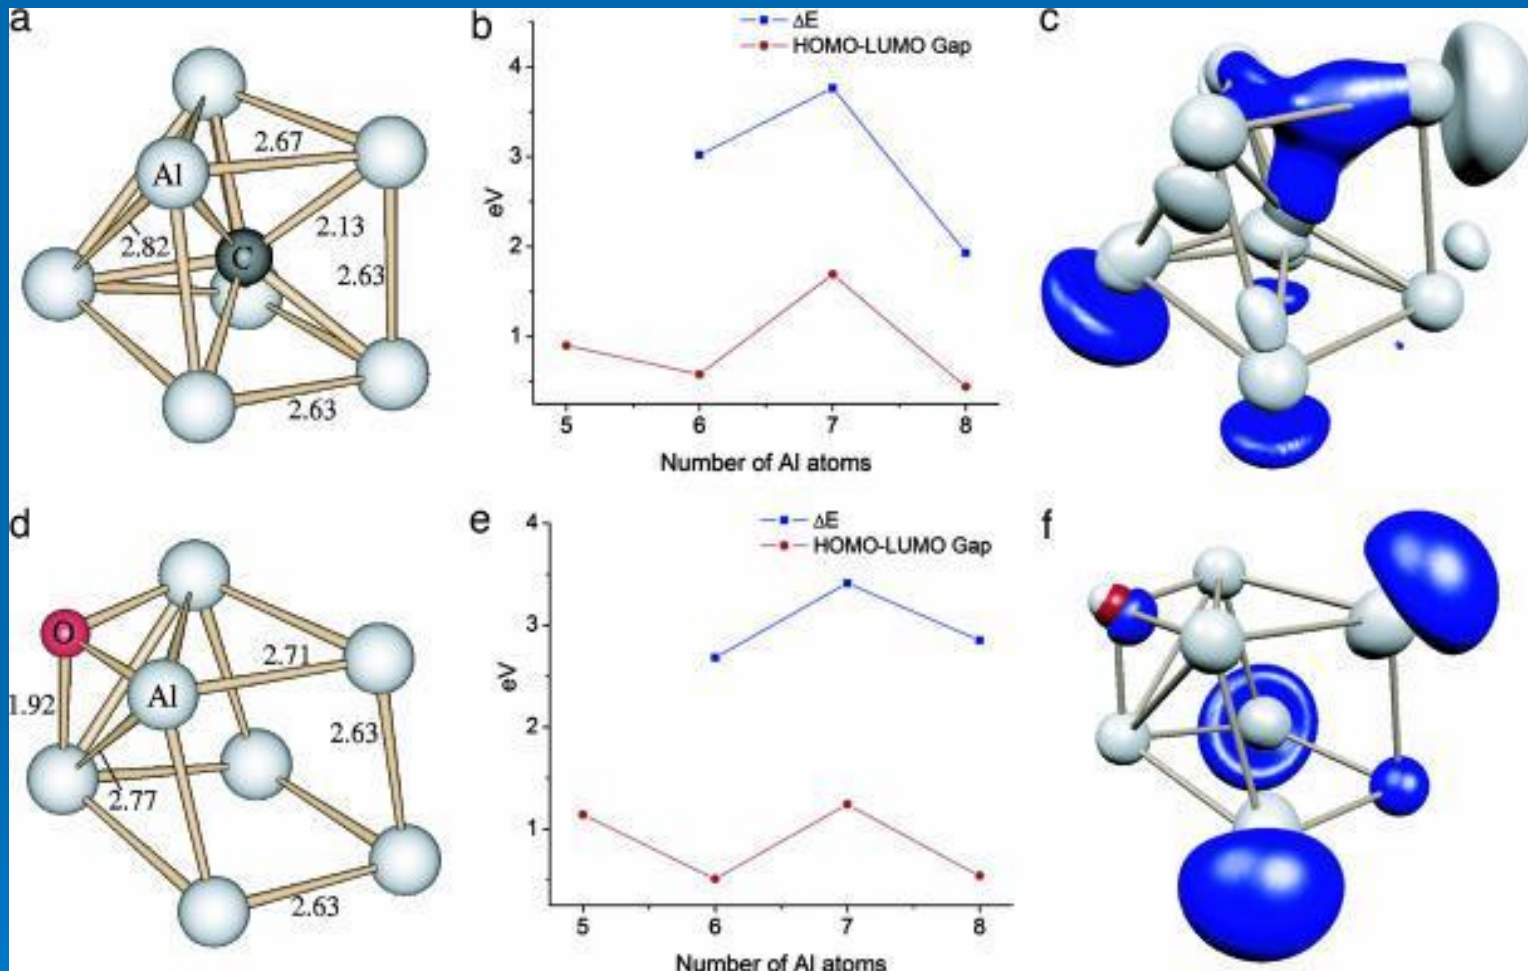 a
Al
C
2.67
2.13
2.82
2.63
2.63
b
ΔE
HOMO-LUMO Gap
4
3
2
1
eV
5 6 7 8
Number of Al atoms
c
d
O
Al
2.71
1.92
2.63
2.77
2.63
e
ΔE
HOMO-LUMO Gap
4
3
2
1
eV
5 6 7 8
Number of Al atoms
f